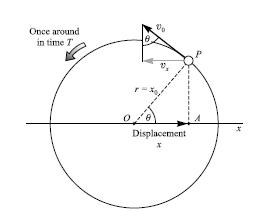 Once around
in time T
v₀
θ
P
vₓ
r = x₀
O
θ
A
x
Displacement
x